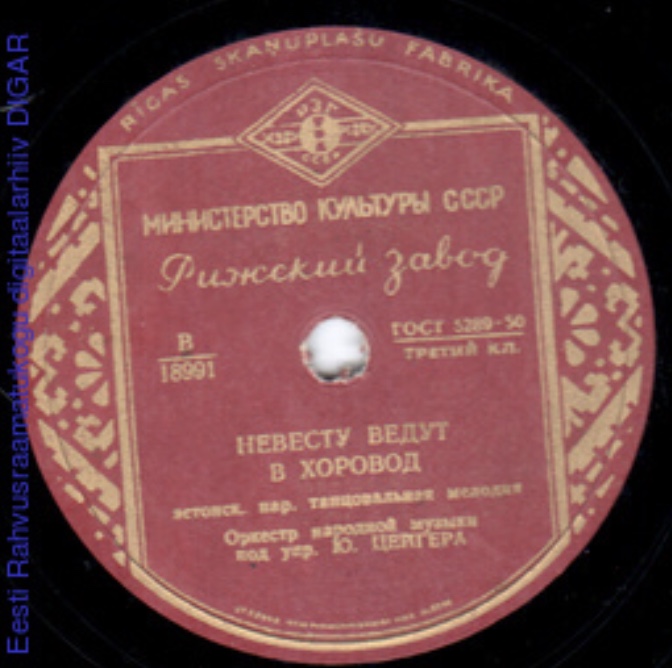 RĪGAS SKAŅUPLAŠU FABRIKA
МИНИСТЕРСТВО КУЛЬТУРЫ СССР
Рижский завод
В
18991
ГОСТ 5289-50
ТРЕТИЙ КЛ.
НЕВЕСТУ ВЕДУТ
В ХОРОВОД
эстонск. нар. танцовальная мелодия
Оркестр народной музыки
под упр. Ю. ЦЕЙГЕРА
Eesti Rahvusraamatukogu digitaalarhiiv DIGAR